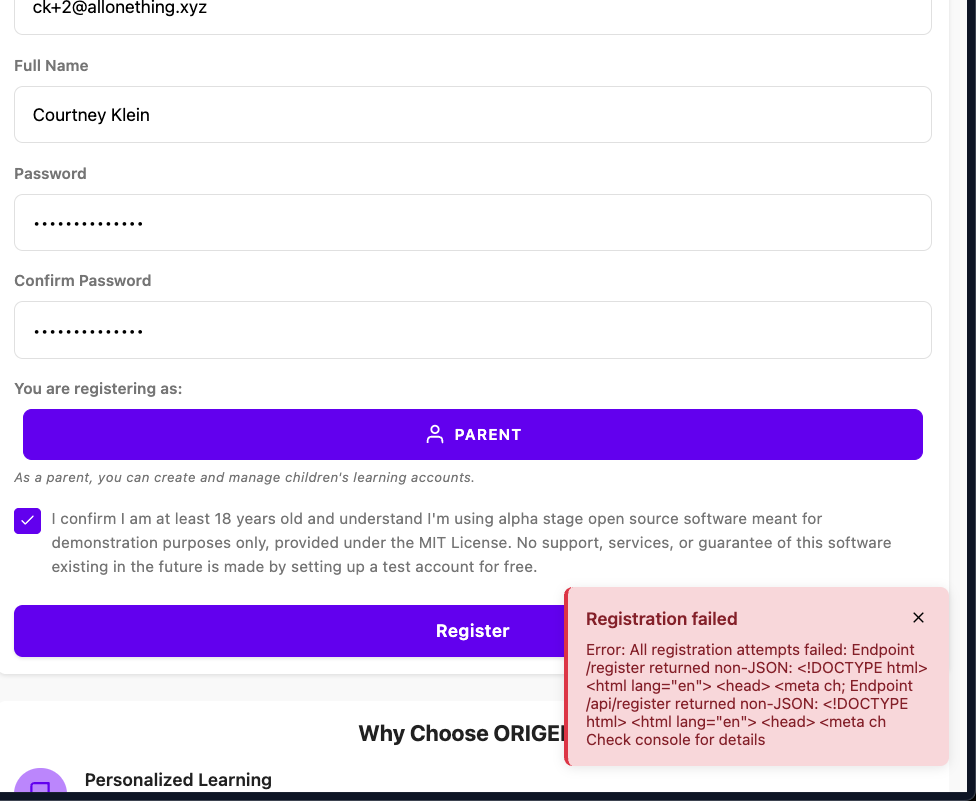 ck+2@allonething.xyz
Full Name
Courtney Klein
Password
••••••••••••••
Confirm Password
••••••••••••••
You are registering as:
PARENT
As a parent, you can create and manage children's learning accounts.
I confirm I am at least 18 years old and understand I'm using alpha stage open source software meant for
demonstration purposes only, provided under the MIT License. No support, services, or guarantee of this software
existing in the future is made by setting up a test account for free.
Register
Registration failed
Error: All registration attempts failed: Endpoint
/register returned non-JSON: <!DOCTYPE html>
<html lang="en"> <head> <meta ch; Endpoint
/api/register returned non-JSON: <!DOCTYPE
html> <html lang="en"> <head> <meta ch
Check console for details
Why Choose
Personalized Learning